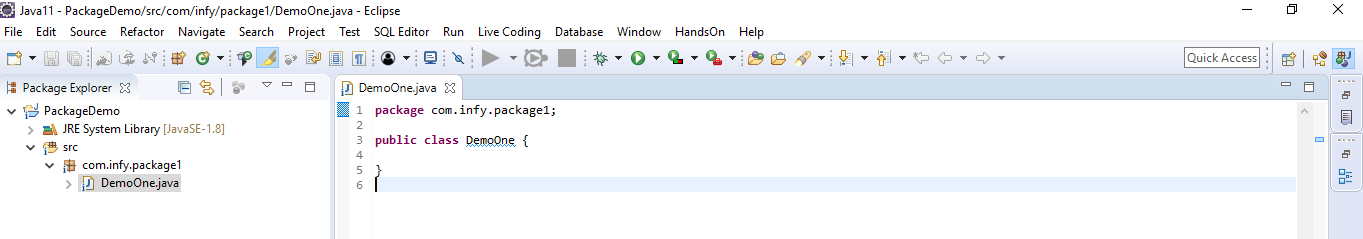 Java11 - PackageDemo/src/com/infy/package1/DemoOne.java - Eclipse
File Edit Source Refactor Navigate Search Project Test SQL Editor Run Live Coding Database Window HandsOn Help
Quick Access
Package Explorer
PackageDemo
JRE System Library [JavaSE-1.8]
src
com.infy.package1
DemoOne.java
DemoOne.java
1 package com.infy.package1;
2
3 public class DemoOne {
4
5 }
6